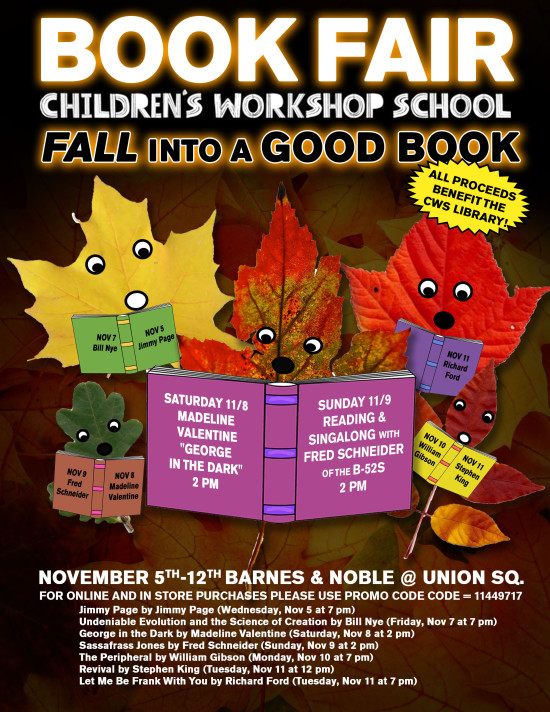 BOOK FAIR
CHILDREN'S WORKSHOP SCHOOL
FALL INTO A GOOD BOOK
ALL PROCEEDS
BENEFIT THE
CWS LIBRARY!
NOV 7
Bill Nye
NOV 5
Jimmy Page
NOV 11
Richard
Ford
SATURDAY 11/8
MADELINE
VALENTINE
"GEORGE
IN THE DARK"
2 PM
SUNDAY 11/9
READING &
SINGALONG WITH
FRED SCHNEIDER
OF THE B-52S
2 PM
NOV 9
Fred
Schneider
NOV 8
Madeline
Valentine
NOV 10
William
Gibson
NOV 11
Stephen
King
NOVEMBER 5TH-12TH BARNES & NOBLE @ UNION SQ.
FOR ONLINE AND IN STORE PURCHASES PLEASE USE PROMO CODE CODE = 11449717
Jimmy Page by Jimmy Page (Wednesday, Nov 5 at 7 pm)
Undeniable Evolution and the Science of Creation by Bill Nye (Friday, Nov 7 at 7 pm)
George in the Dark by Madeline Valentine (Saturday, Nov 8 at 2 pm)
Sassafrass Jones by Fred Schneider (Sunday, Nov 9 at 2 pm)
The Peripheral by William Gibson (Monday, Nov 10 at 7 pm)
Revival by Stephen King (Tuesday, Nov 11 at 12 pm)
Let Me Be Frank With You by Richard Ford (Tuesday, Nov 11 at 7 pm)